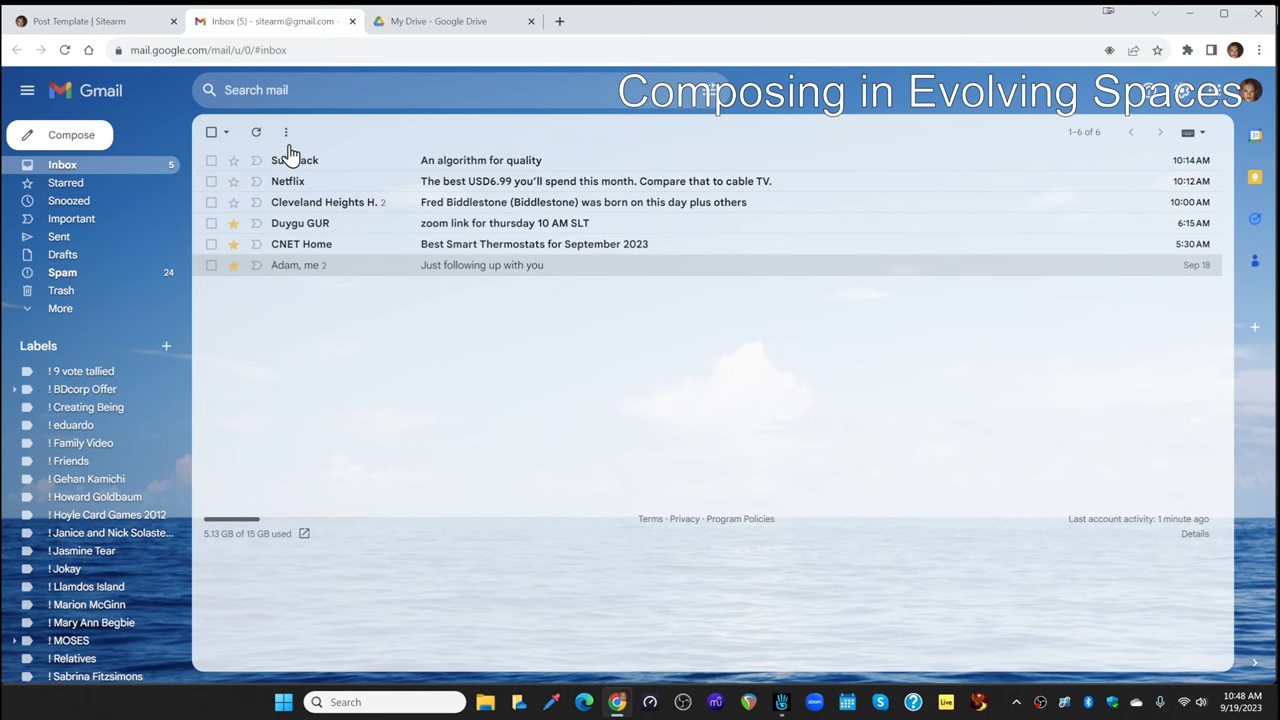 Post Template | Sitearm
Inbox (5) - sitearm@gmail.com -
My Drive - Google Drive
mail.google.com/mail/u/0/#inbox
Gmail
Search mail
Composing in Evolving Spaces
Compose
1–6 of 6
Inbox 5
An algorithm for quality 10:14 AM
Starred
Netflix The best USD6.99 you'll spend this month. Compare that to cable TV. 10:12 AM
Snoozed
Cleveland Heights H. 2 Fred Biddlestone (Biddlestone) was born on this day plus others 10:00 AM
Important
Duygu GUR zoom link for thursday 10 AM SLT 6:15 AM
Sent
CNET Home Best Smart Thermostats for September 2023 5:30 AM
Drafts
Adam, me 2 Just following up with you Sep 18
Spam 24
Trash
More
Labels
! 9 vote tallied
! BDcorp Offer
! Creating Being
! eduardo
! Family Video
! Friends
! Gehan Kamichi
! Howard Goldbaum
! Hoyle Card Games 2012
! Janice and Nick Solaste...
! Jasmine Tear
! Jokay
! Llamdos Island
! Marion McGinn
! Mary Ann Begbie
! MOSES
! Relatives
! Sabrina Fitzsimons
5.13 GB of 15 GB used
Terms · Privacy · Program Policies
Last account activity: 1 minute ago
Details
Search
zoom
Live
10:48 AM
9/19/2023